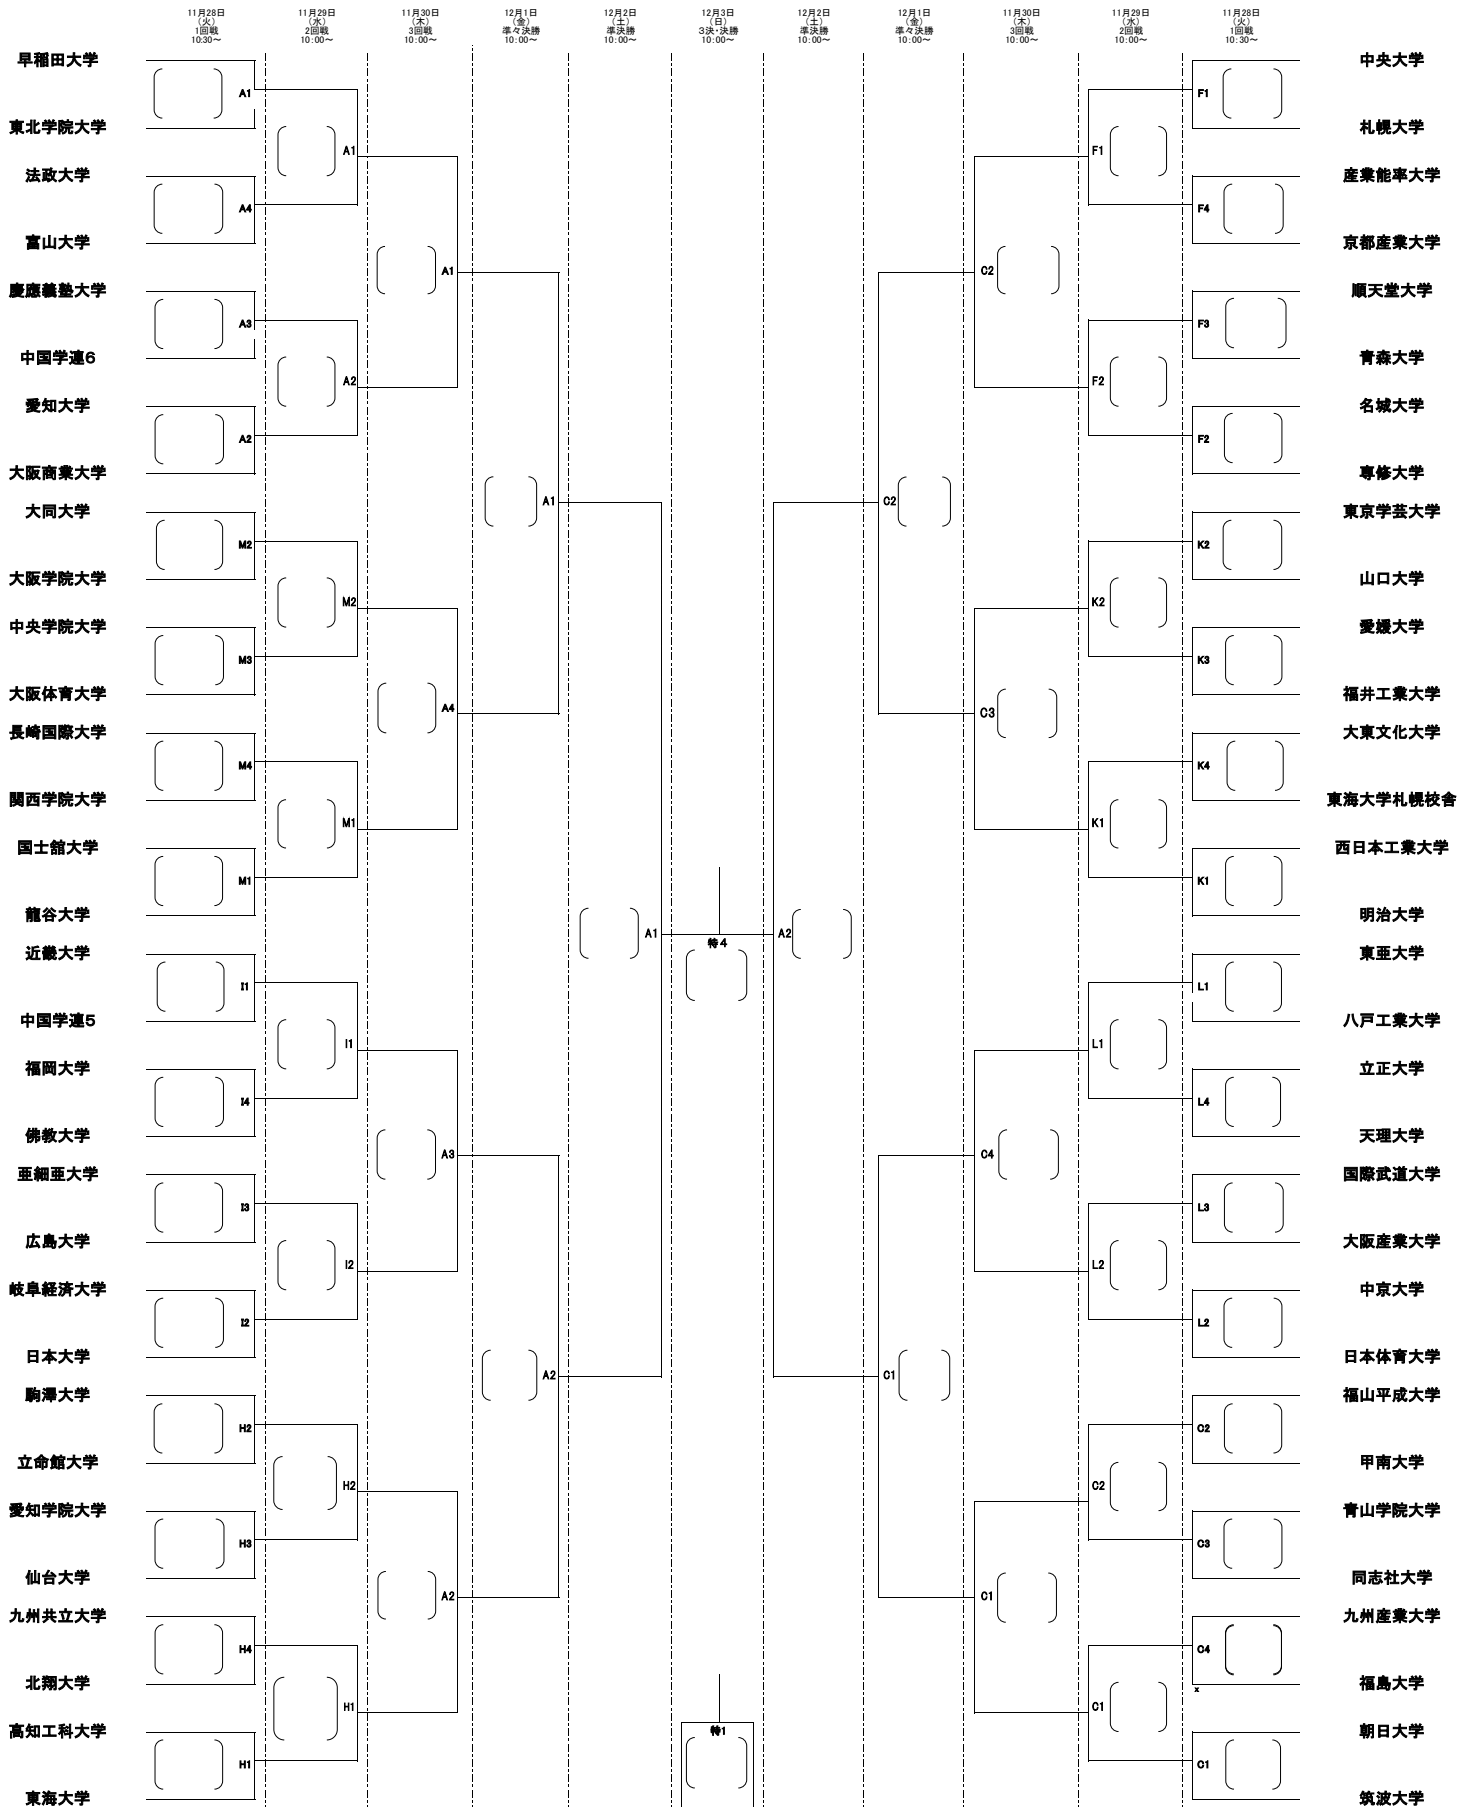 11月28日
(火)
1回戦
10:30～
11月29日
(水)
2回戦
10:00～
11月30日
(木)
3回戦
10:00～
12月1日
(金)
準々決勝
10:00～
12月2日
(土)
準決勝
10:00～
12月3日
(日)
3決・決勝
10:00～
12月2日
(土)
準決勝
10:00～
12月1日
(金)
準々決勝
10:00～
11月30日
(木)
3回戦
10:00～
11月29日
(水)
2回戦
10:00～
11月28日
(火)
1回戦
10:30～
早稲田大学
A1
東北学院大学
A1
法政大学
A4
富山大学
A1
慶應義塾大学
A3
中国学連6
A2
愛知大学
A2
大阪商業大学
A1
大同大学
M2
大阪学院大学
M2
中央学院大学
M3
大阪体育大学
A4
長崎国際大学
M4
関西学院大学
M1
国士舘大学
M1
龍谷大学
A1
近畿大学
I1
中国学連5
I1
福岡大学
I4
佛教大学
A3
亜細亜大学
I3
広島大学
I2
岐阜経済大学
I2
日本大学
A2
駒澤大学
H2
立命館大学
H2
愛知学院大学
H3
仙台大学
A2
九州共立大学
H4
北翔大学
H1
高知工科大学
H1
東海大学
特4
特1
中央大学
F1
札幌大学
F1
産業能率大学
F4
京都産業大学
C2
順天堂大学
F3
青森大学
F2
名城大学
F2
専修大学
C2
東京学芸大学
K2
山口大学
K2
愛媛大学
K3
福井工業大学
C3
大東文化大学
K4
東海大学札幌校舎
K1
西日本工業大学
K1
明治大学
A2
東亜大学
L1
八戸工業大学
L1
立正大学
L4
天理大学
C4
国際武道大学
L3
大阪産業大学
L2
中京大学
L2
日本体育大学
C1
福山平成大学
C2
甲南大学
C2
青山学院大学
C3
同志社大学
C1
九州産業大学
C4
福島大学
x
C1
朝日大学
C1
筑波大学